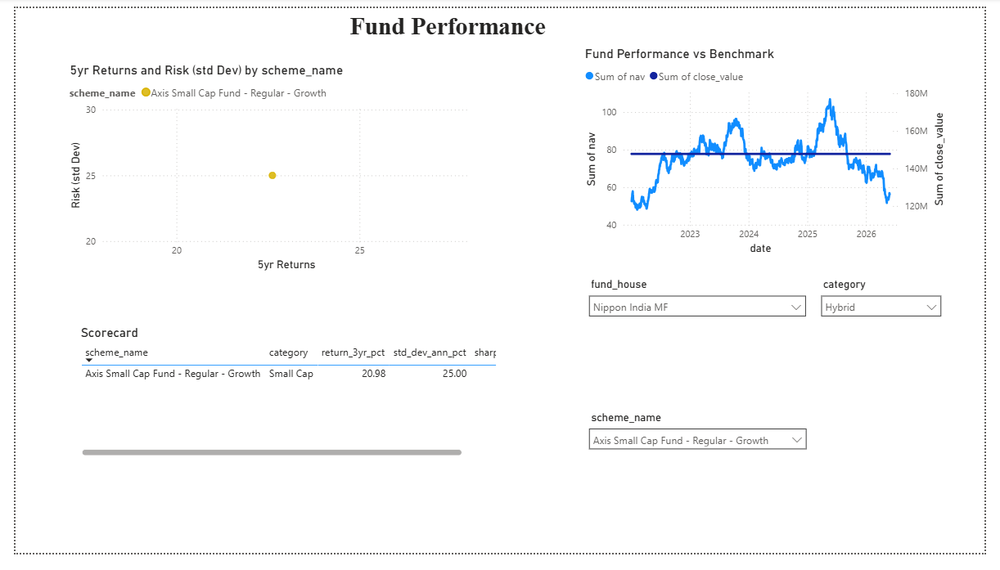 Fund Performance
5yr Returns and Risk (std Dev) by scheme_name
scheme_name Axis Small Cap Fund - Regular - Growth
30
25
20
Risk (std Dev)
20 25
5yr Returns
Fund Performance vs Benchmark
Sum of nav Sum of close_value
100
80
60
40
Sum of nav
180M
160M
140M
120M
Sum of close_value
2023 2024 2025 2026
date
fund_house
Nippon India MF
category
Hybrid
Scorecard
scheme_name category return_3yr_pct std_dev_ann_pct sharp
Axis Small Cap Fund - Regular - Growth Small Cap 20.98 25.00
scheme_name
Axis Small Cap Fund - Regular - Growth